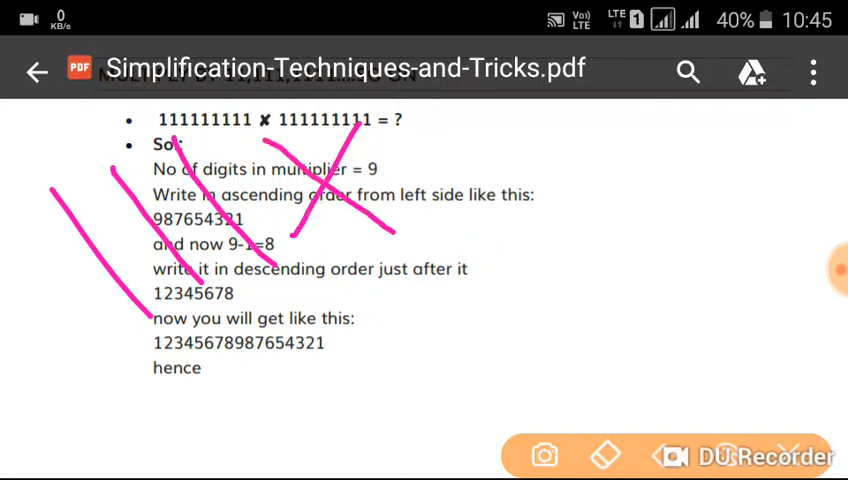 0
KB/s
Vo))
LTE
LTE
1
40%
10:45
PDF
Simplification-Techniques-and-Tricks.pdf
• 111111111 ✘ 111111111 = ?
• Sol:
No of digits in multiplier = 9
Write in ascending order from left side like this:
987654321
and now 9-1=8
write it in descending order just after it
12345678
now you will get like this:
12345678987654321
hence
DU Recorder